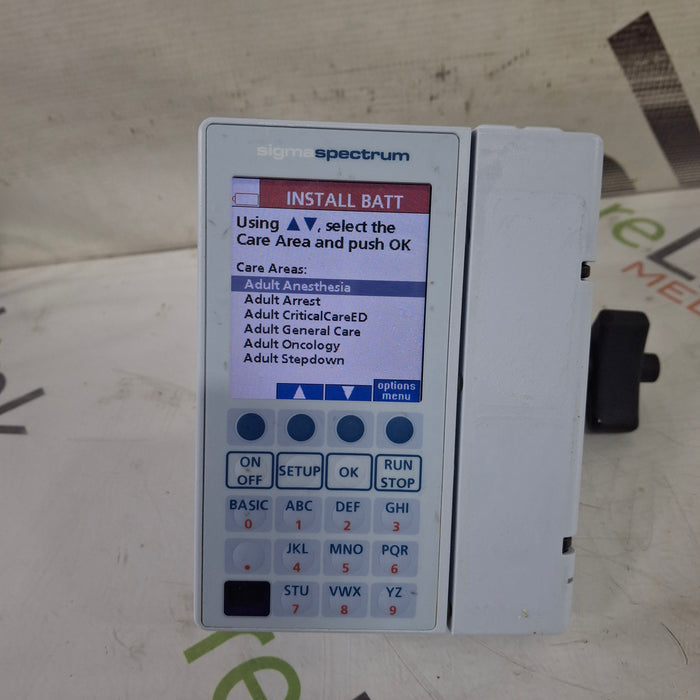 sigmaspectrum
INSTALL BATT
Using ▲▼, select the
Care Area and push OK
Care Areas:
Adult Anesthesia
Adult Arrest
Adult CriticalCareED
Adult General Care
Adult Oncology
Adult Stepdown
options
menu
ON
OFF
SETUP
OK
RUN
STOP
BASIC
0
ABC
1
DEF
2
GHI
3
.
JKL
4
MNO
5
PQR
6
STU
7
VWX
8
YZ
9